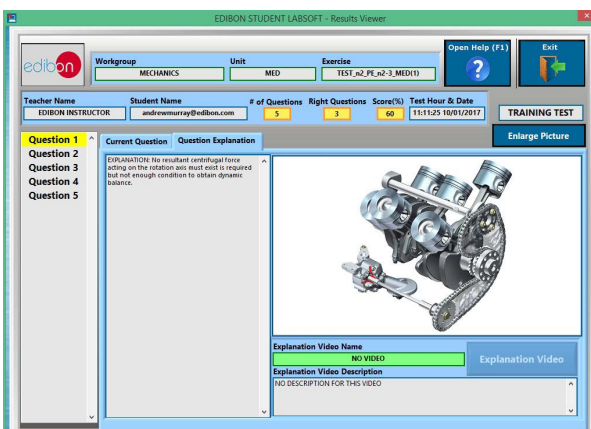 EDIBON STUDENT LABSOFT - Results Viewer
edibon
Workgroup Unit Exercise
MECHANICS MED TEST_n2_PE_n2-3_MED(1)
Open Help (F1) Exit
?
Teacher Name Student Name # of Questions Right Questions Score(%) Test Hour & Date
EDIBON INSTRUCTOR andrewmurray@edibon.com 5 3 60 11:11:25 10/01/2017 TRAINING TEST
Enlarge Picture
Question 1
Question 2
Question 3
Question 4
Question 5
Current Question Question Explanation
EXPLANATION: No resultant centrifugal force
acting on the rotation axis must exist is required
but not enough condition to obtain dynamic
balance.
Explanation Video Name
NO VIDEO
Explanation Video
Explanation Video Description
NO DESCRIPTION FOR THIS VIDEO